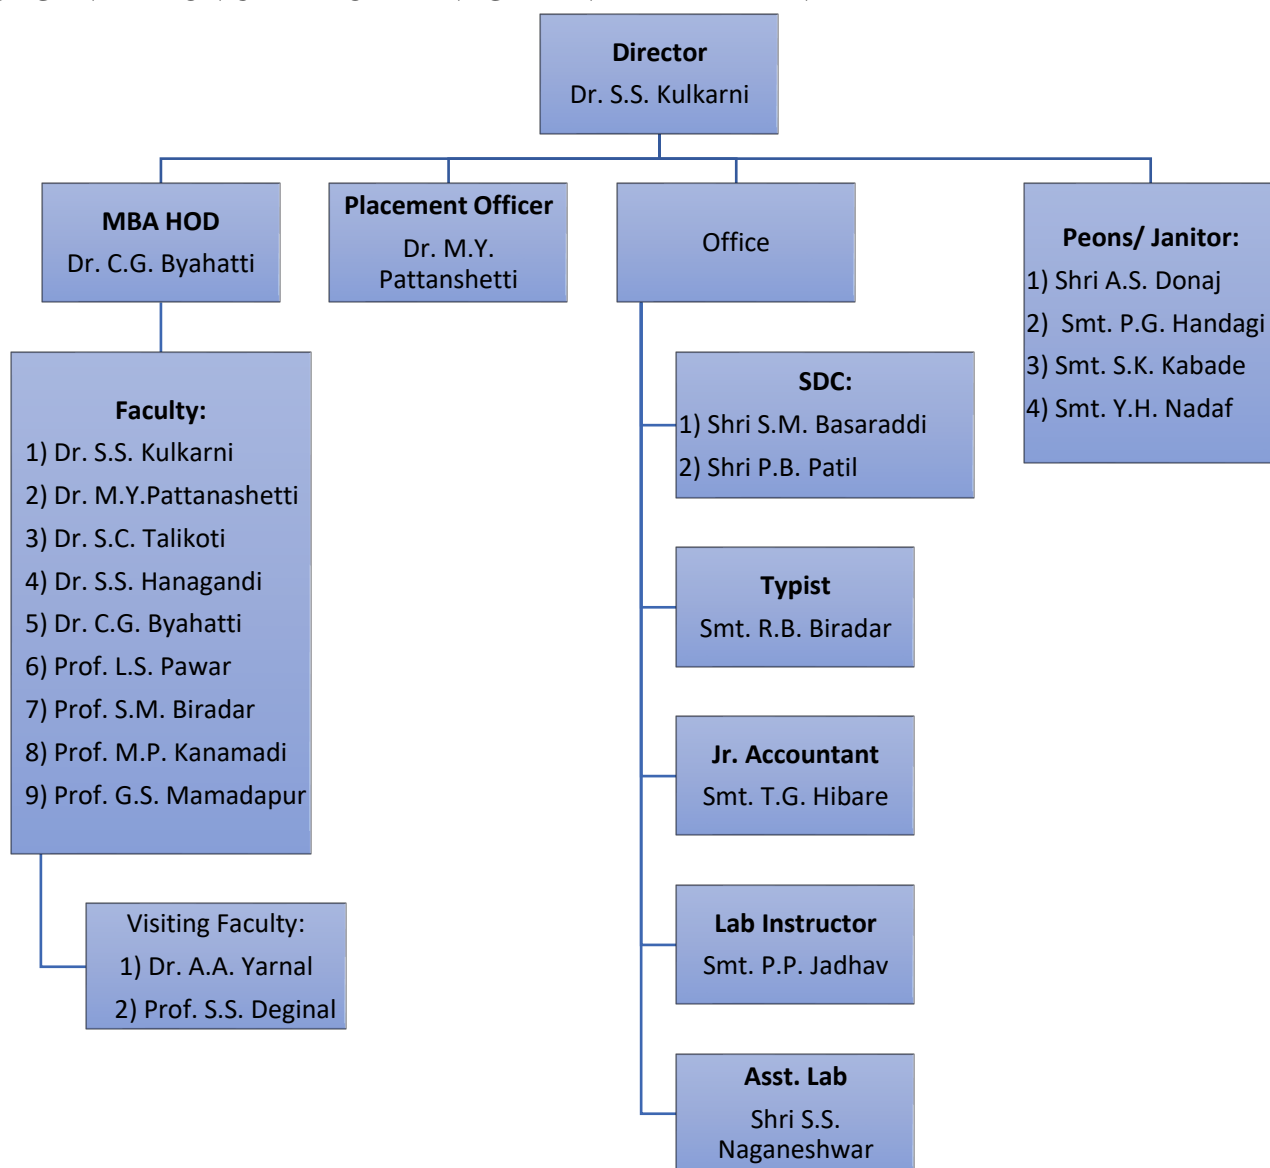 Director
Dr. S.S. Kulkarni
MBA HOD
Dr. C.G. Byahatti
Placement Officer
Dr. M.Y.
Pattanshetti
Office
Peons/ Janitor:
1) Shri A.S. Donaj
2) Smt. P.G. Handagi
3) Smt. S.K. Kabade
4) Smt. Y.H. Nadaf
Faculty:
1) Dr. S.S. Kulkarni
2) Dr. M.Y.Pattanashetti
3) Dr. S.C. Talikoti
4) Dr. S.S. Hanagandi
5) Dr. C.G. Byahatti
6) Prof. L.S. Pawar
7) Prof. S.M. Biradar
8) Prof. M.P. Kanamadi
9) Prof. G.S. Mamadapur
Visiting Faculty:
1) Dr. A.A. Yarnal
2) Prof. S.S. Deginal
SDC:
1) Shri S.M. Basaraddi
2) Shri P.B. Patil
Typist
Smt. R.B. Biradar
Jr. Accountant
Smt. T.G. Hibare
Lab Instructor
Smt. P.P. Jadhav
Asst. Lab
Shri S.S.
Naganeshwar